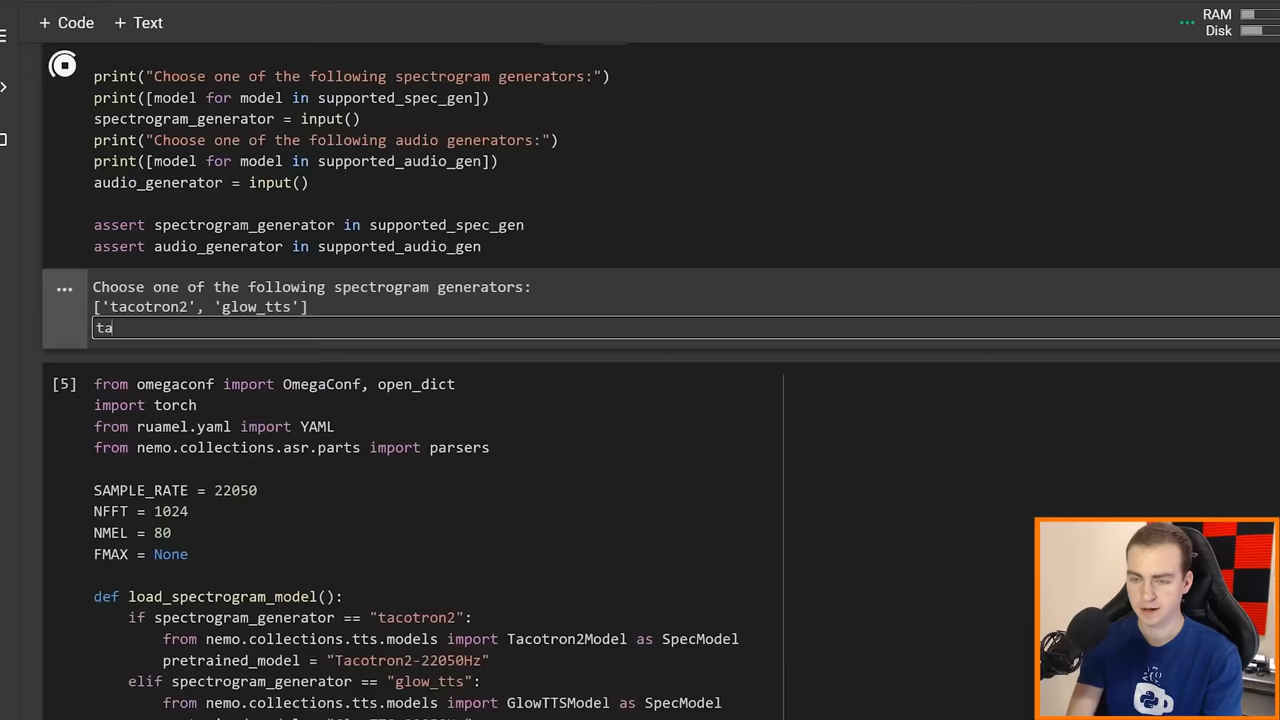 + Code + Text
RAM
Disk
print("Choose one of the following spectrogram generators:")
print([model for model in supported_spec_gen])
spectrogram_generator = input()
print("Choose one of the following audio generators:")
print([model for model in supported_audio_gen])
audio_generator = input()
assert spectrogram_generator in supported_spec_gen
assert audio_generator in supported_audio_gen
Choose one of the following spectrogram generators:
['tacotron2', 'glow_tts']
ta
[5] from omegaconf import OmegaConf, open_dict
import torch
from ruamel.yaml import YAML
from nemo.collections.asr.parts import parsers
SAMPLE_RATE = 22050
NFFT = 1024
NMEL = 80
FMAX = None
def load_spectrogram_model():
if spectrogram_generator == "tacotron2":
from nemo.collections.tts.models import Tacotron2Model as SpecModel
pretrained_model = "Tacotron2-22050Hz"
elif spectrogram_generator == "glow_tts":
from nemo.collections.tts.models import GlowTTSModel as SpecModel